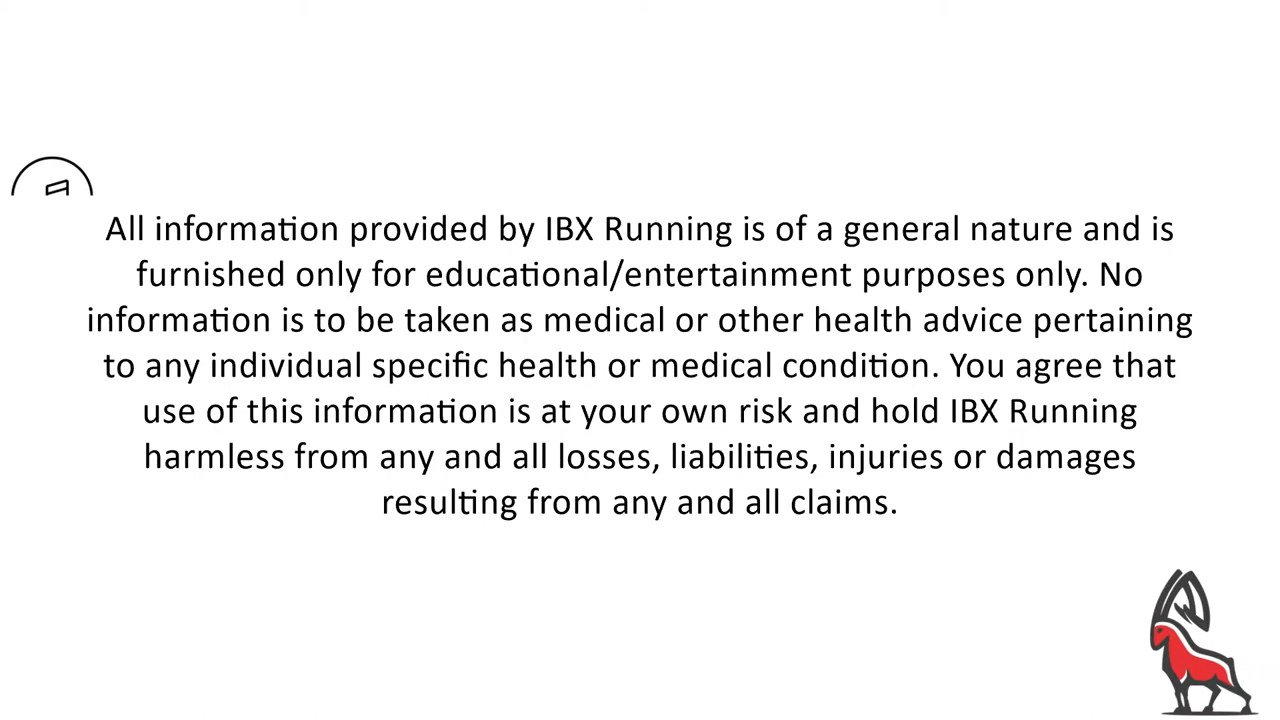 All information provided by IBX Running is of a general nature and is
furnished only for educational/entertainment purposes only. No
information is to be taken as medical or other health advice pertaining
to any individual specific health or medical condition. You agree that
use of this information is at your own risk and hold IBX Running
harmless from any and all losses, liabilities, injuries or damages
resulting from any and all claims.